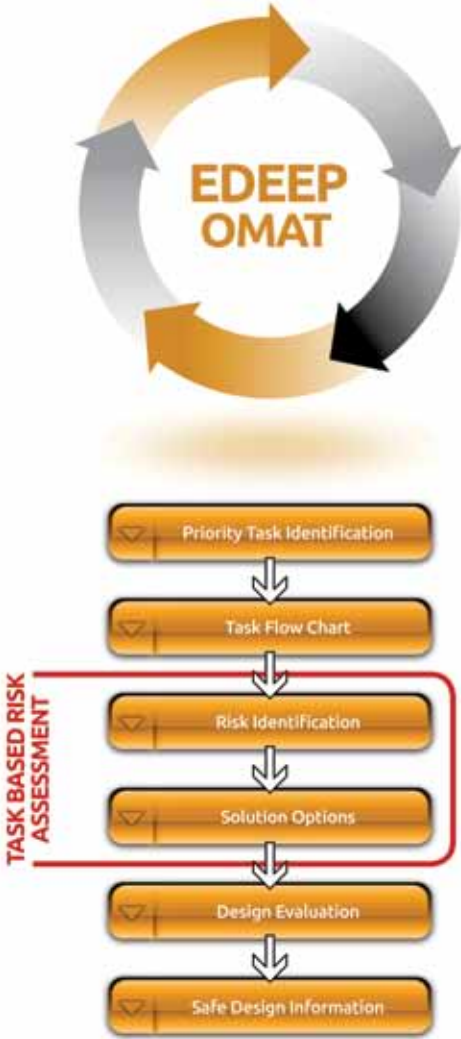 EDEEP
OMAT
Priority Task Identification
Task Flow Chart
TASK BASED RISK
ASSESSMENT
Risk Identification
Solution Options
Design Evaluation
Safe Design Information